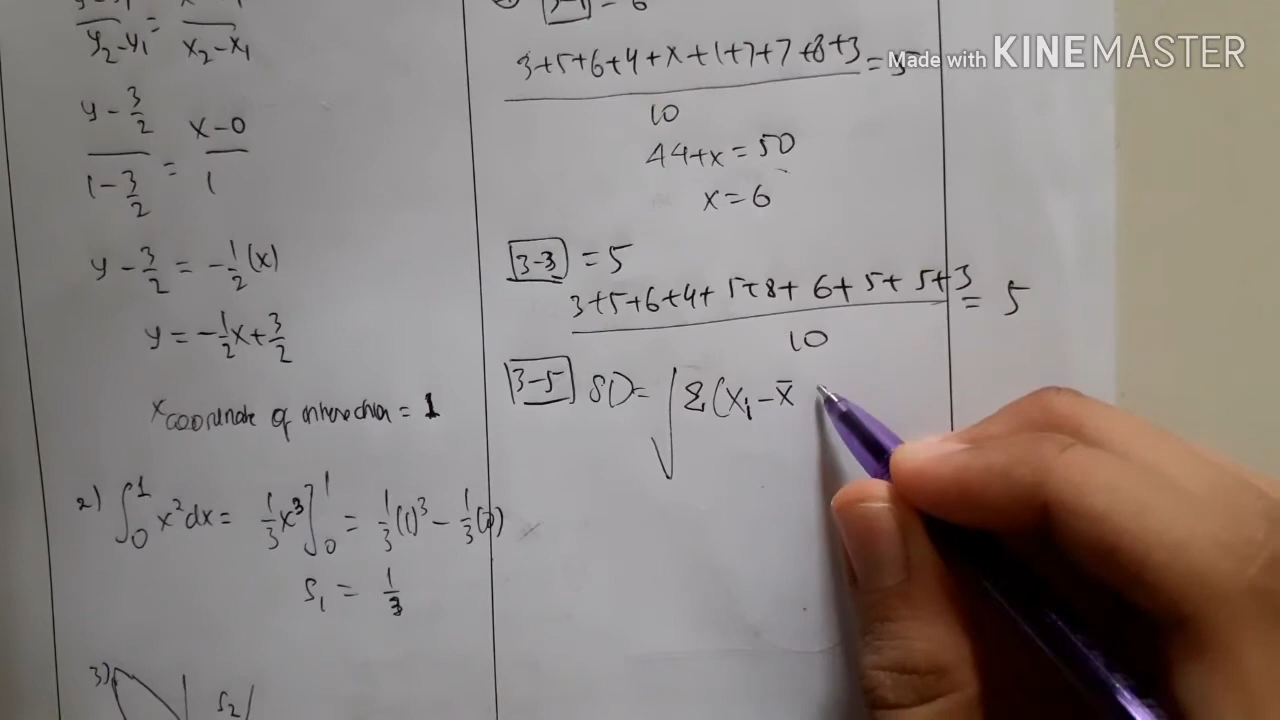 y₂-y₁ = x₂-x₁
y - 3/2 / 1 - 3/2 = x-0 / 1
y - 3/2 = -1/2(x)
y = -1/2x + 3/2
x coordinate of intersection = 1
2) ∫₀¹ x²dx = 1/3x³]₀¹ = 1/3(1)³ - 1/3(0)
S₁ = 1/3
3)
S₂
3-1 = 6
3+5+6+4+x+1+7+7+8+3 / 10 = 5
44+x = 50
x = 6
3-3 = 5
3+5+6+4+5+8+6+5+5+3 / 10 = 5
3-5 SD = √Σ(xᵢ-x̄
Made with KINEMASTER